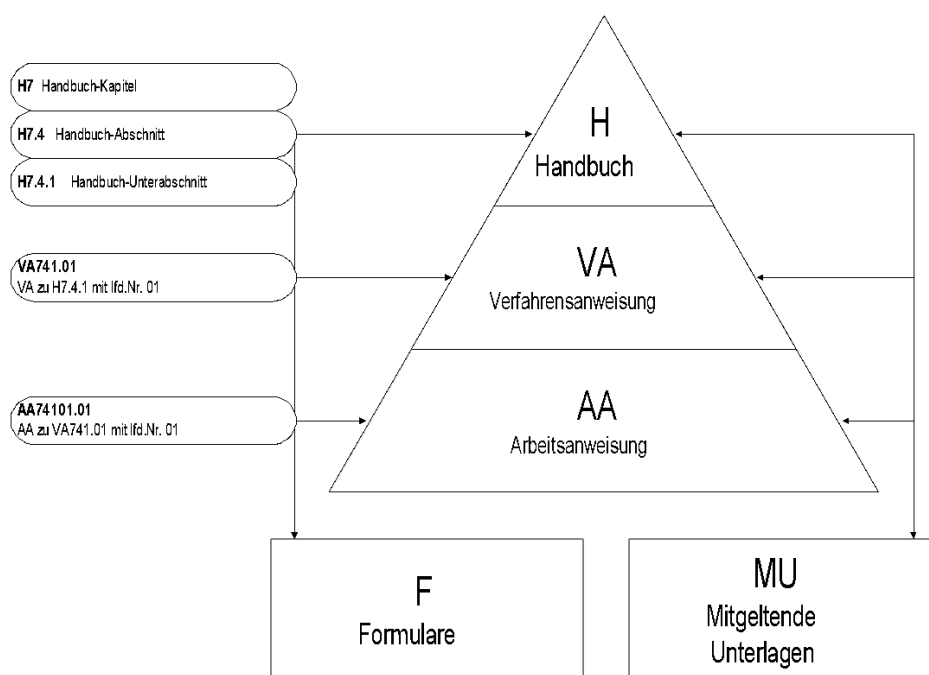 H7 Handbuch-Kapitel
H7.4 Handbuch-Abschnitt
H7.4.1 Handbuch-Unterabschnitt
VA741.01
VA zu H7.4.1 mit lfd.Nr. 01
AA74101.01
AA zu VA741.01 mit lfd.Nr. 01
H
Handbuch
VA
Verfahrensanweisung
AA
Arbeitsanweisung
F
Formulare
MU
Mitgeltende
Unterlagen